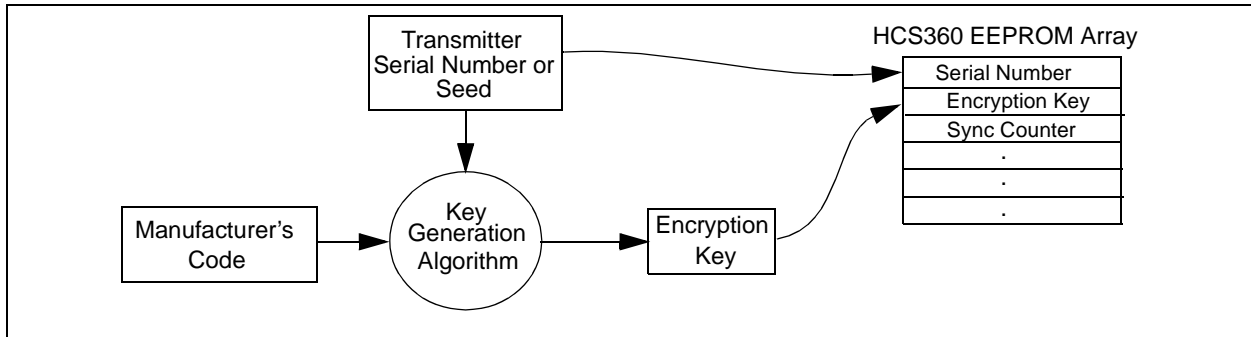 Transmitter
Serial Number or
Seed
HCS360 EEPROM Array
Serial Number
Encryption Key
Sync Counter
.
.
.
Manufacturer's
Code
Key
Generation
Algorithm
Encryption
Key